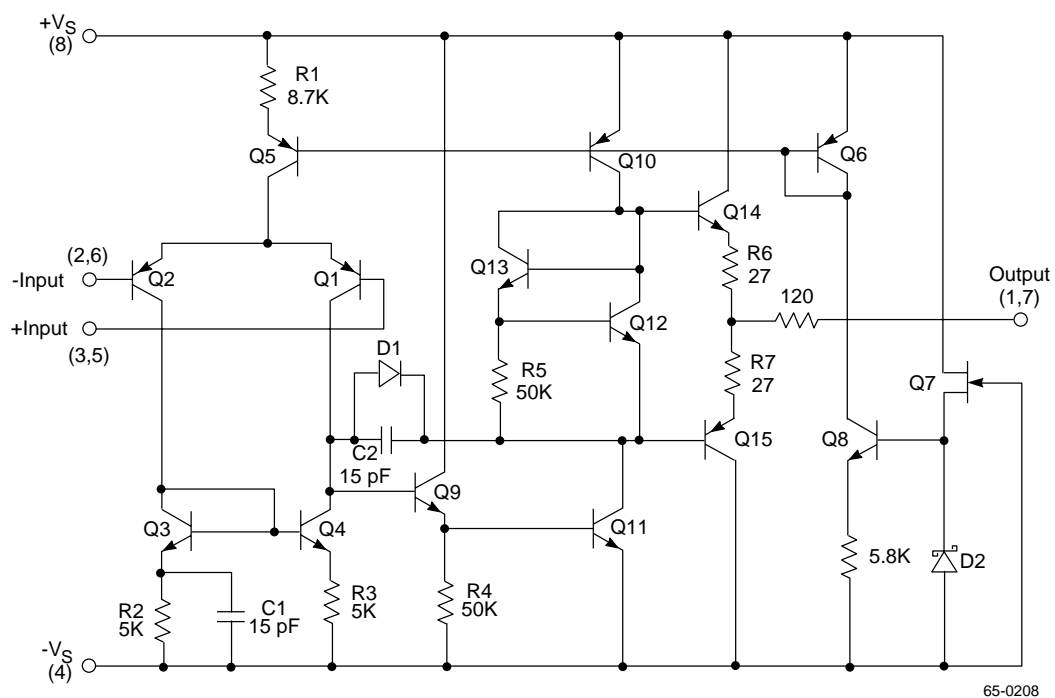 +VS
(8)
R1
8.7K
Q5
Q10
Q6
Q14
(2,6)
-Input
Q2
Q1
Q13
R6
27
Output
(1,7)
120
+Input
(3,5)
Q12
D1
R7
27
R5
50K
Q7
C2
15 pF
Q15
Q8
Q9
Q3
Q4
Q11
5.8K
D2
R2
5K
C1
15 pF
R3
5K
R4
50K
-VS
(4)
65-0208